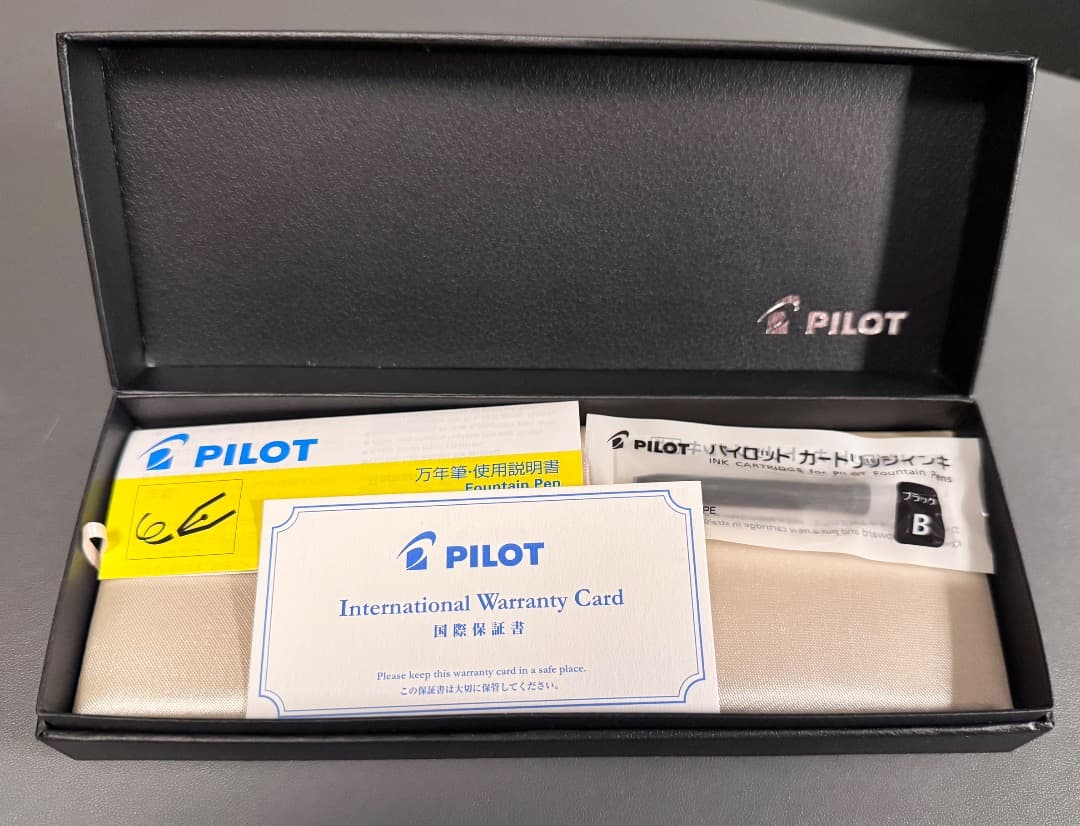 PILOT
PILOT
万年筆・使用説明書
Fountain Pen
PILOT パイロット カートリッジインキ
INK CARTRIDGE for PILOT Fountain Pens
ブラック
B
PILOT
International Warranty Card
国際保証書
Please keep this warranty card in a safe place.
この保証書は大切に保管してください。